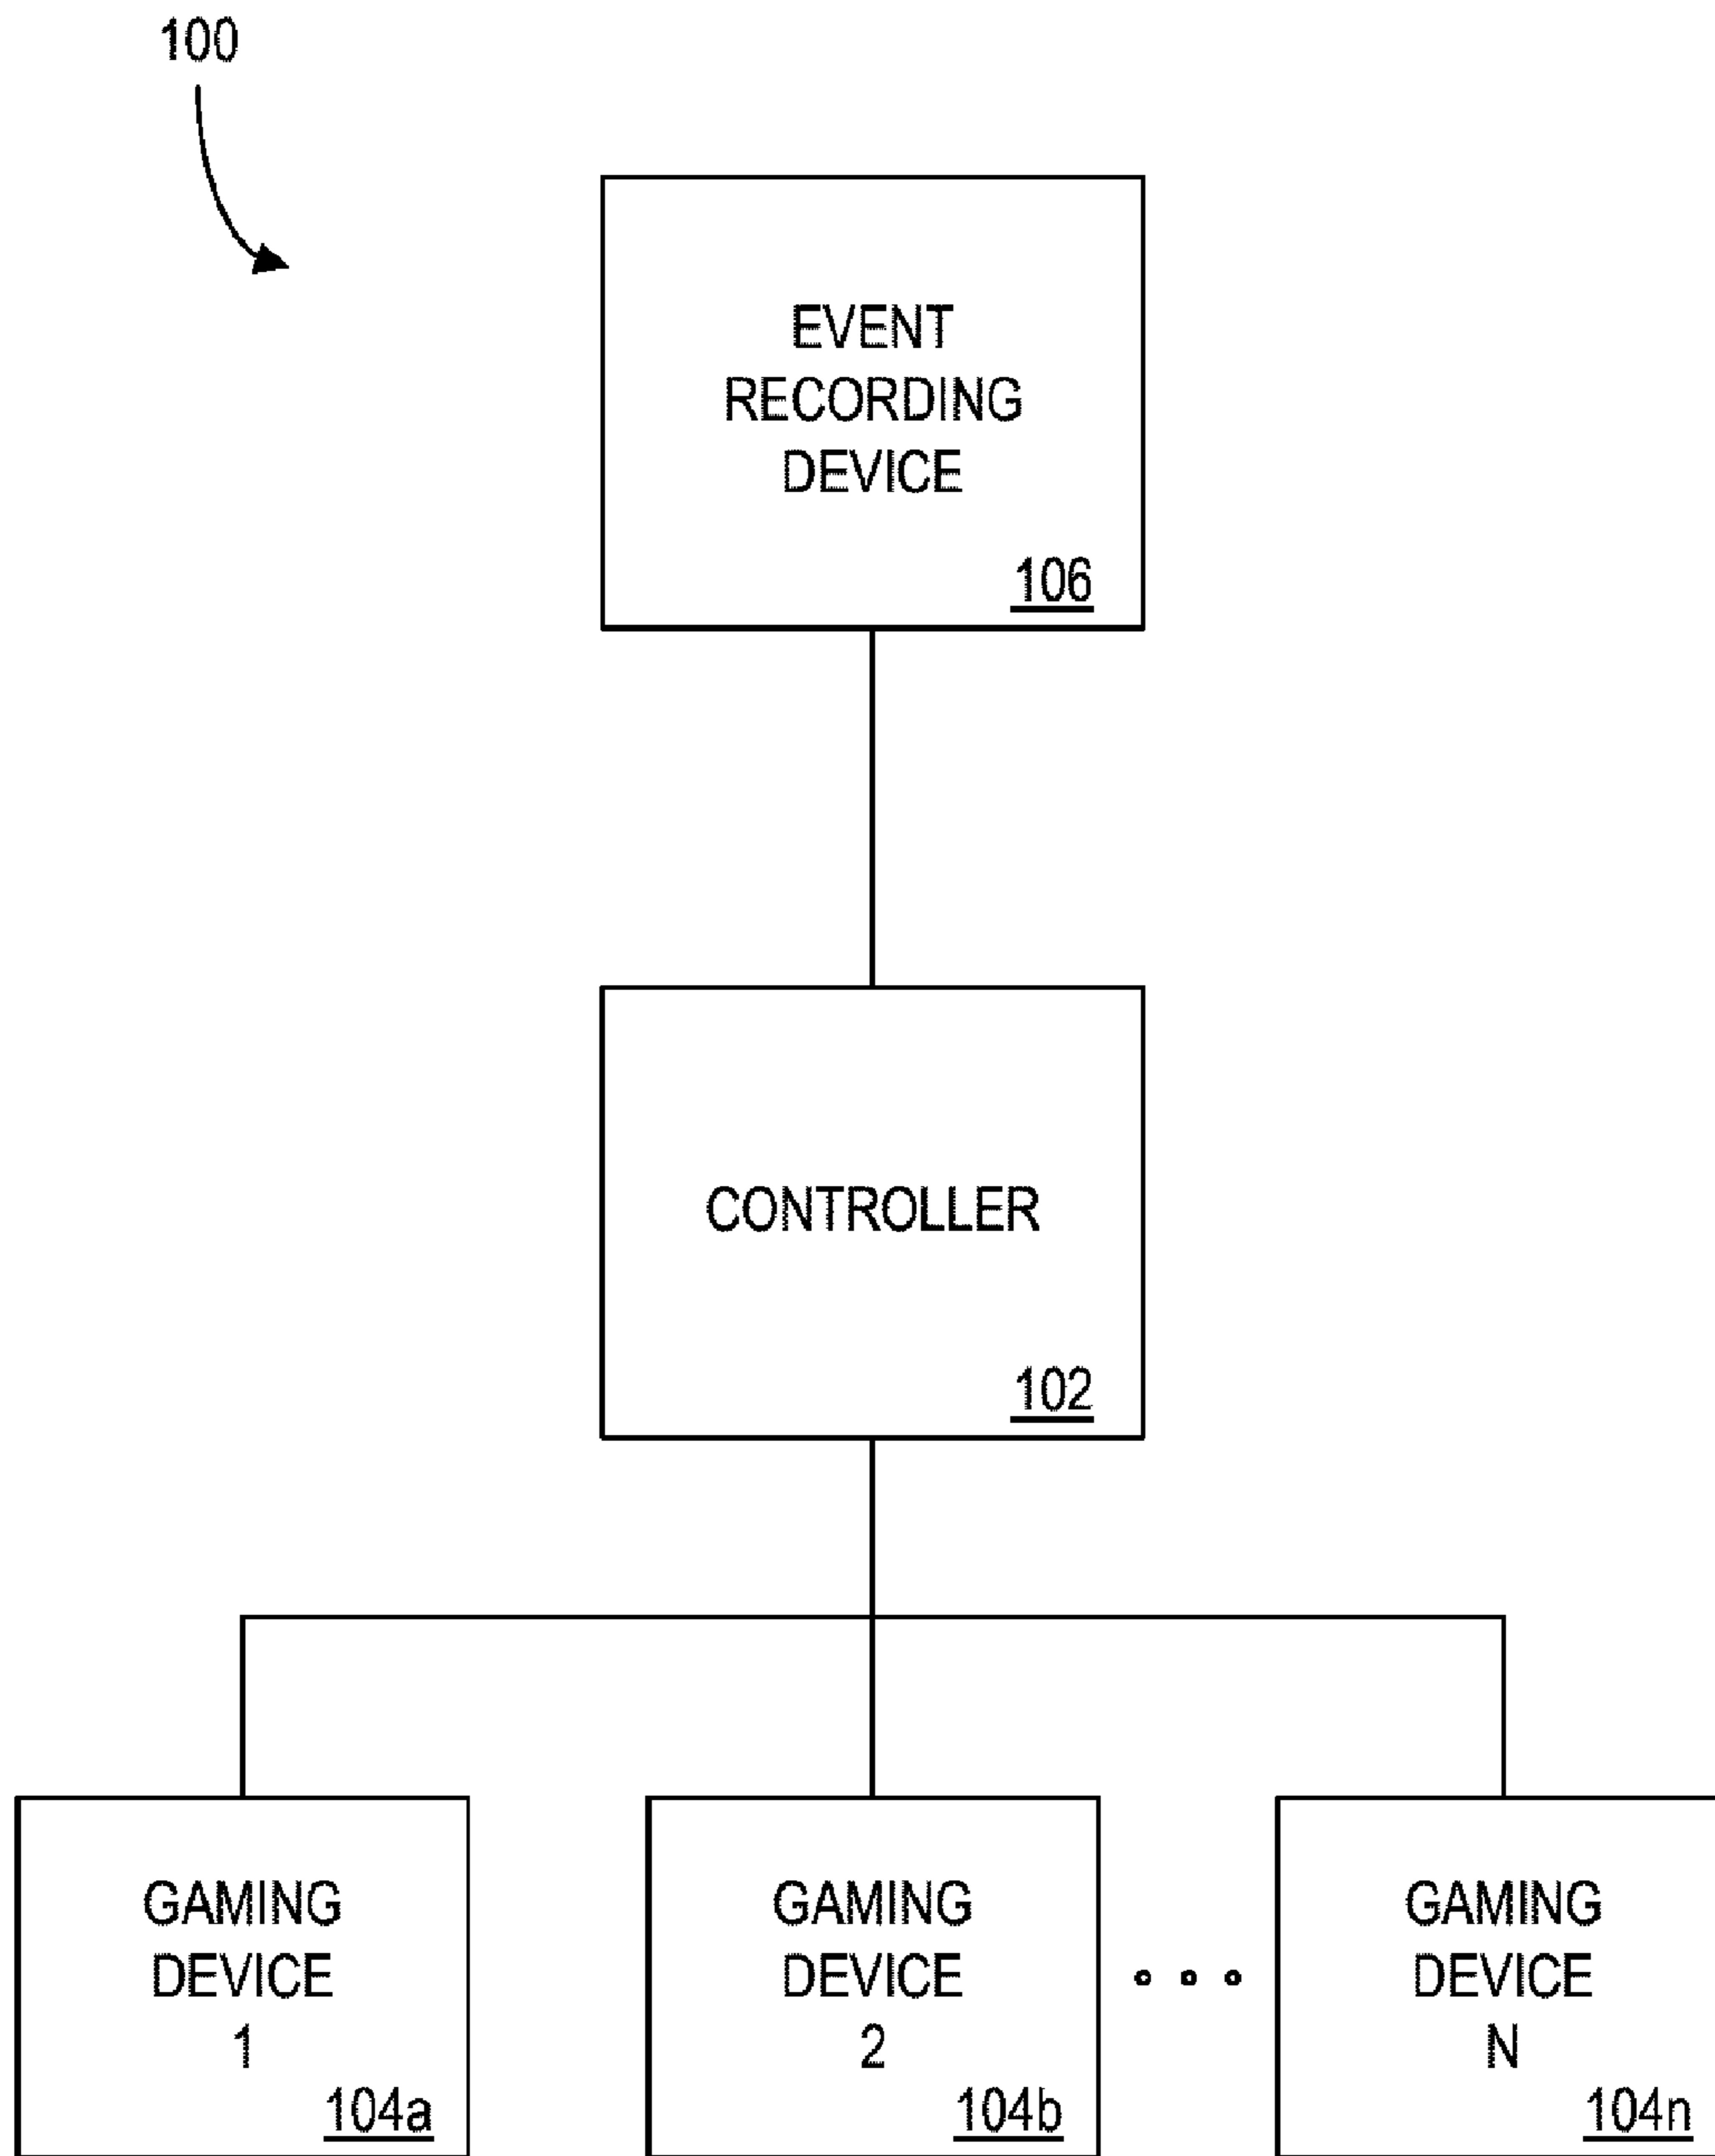 100
EVENT
RECORDING
DEVICE
106
CONTROLLER
102
GAMING
DEVICE
1
104a
GAMING
DEVICE
2
104b
GAMING
DEVICE
N
104n